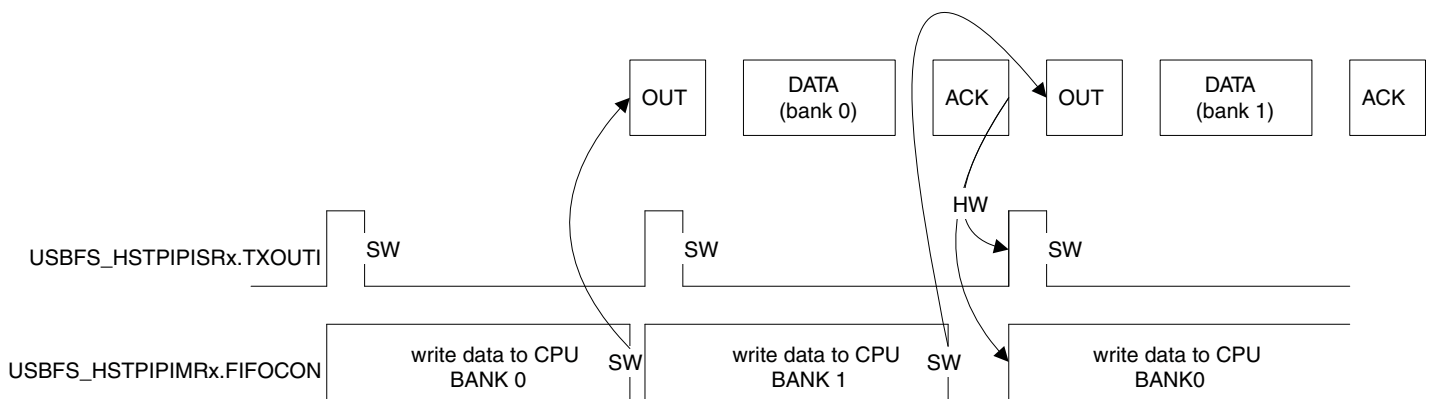 OUT
DATA
(bank 0)
ACK
OUT
DATA
(bank 1)
ACK
HW
USBFS_HSTPIPISRx.TXOUTI
SW
SW
SW
USBFS_HSTPIPIMRx.FIFOCON
write data to CPU
BANK 0
SW
write data to CPU
BANK 1
SW
write data to CPU
BANK0